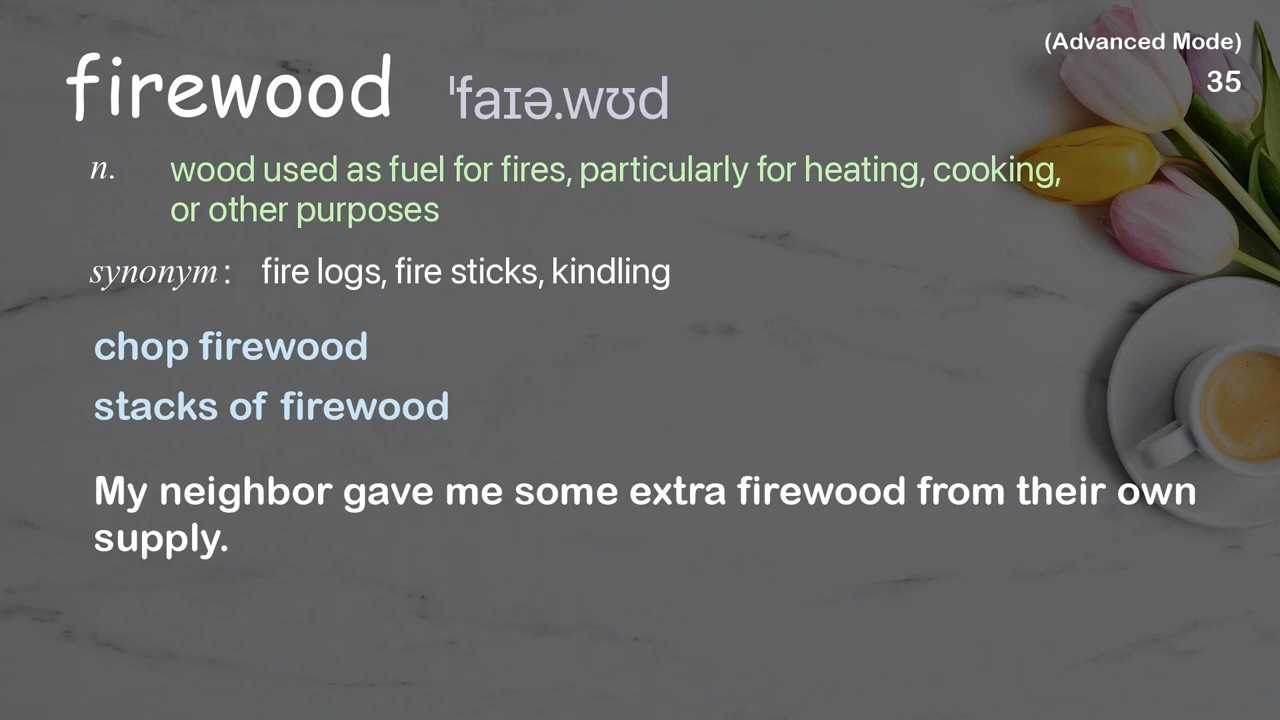 (Advanced Mode)
firewood ˈfaɪə.wʊd
35
n. wood used as fuel for fires, particularly for heating, cooking,
or other purposes
synonym: fire logs, fire sticks, kindling
chop firewood
stacks of firewood
My neighbor gave me some extra firewood from their own
supply.